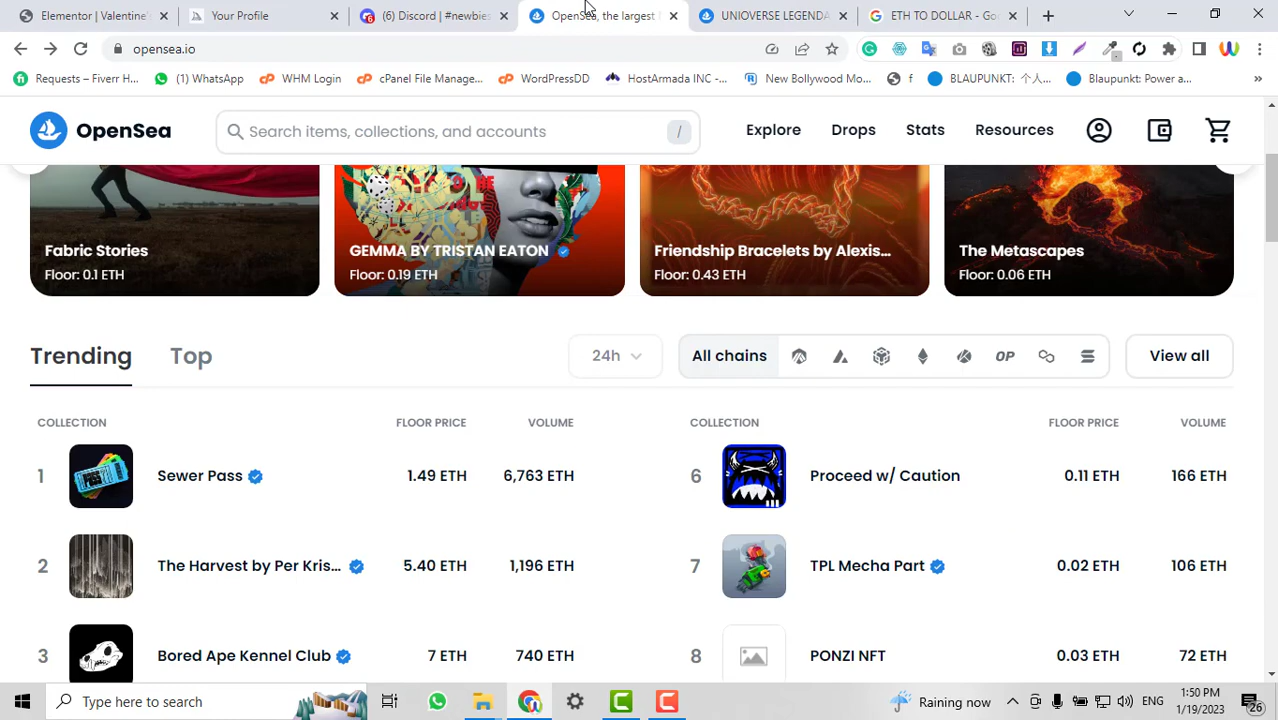 Elementor | Valentine'
Your Profile
(6) Discord | #newbies
OpenSea, the largest
UNIOVERSE LEGENDA
ETH TO DOLLAR - Goo
opensea.io
Requests – Fiverr H...
(1) WhatsApp
WHM Login
cPanel File Manage...
WordPressDD
HostArmada INC -...
New Bollywood Mo...
f
BLAUPUNKT: 个人...
Blaupunkt: Power a...
»
OpenSea
Search items, collections, and accounts
/
Explore
Drops
Stats
Resources
Fabric Stories
Floor: 0.1 ETH
GEMMA BY TRISTAN EATON
Floor: 0.19 ETH
Friendship Bracelets by Alexis...
Floor: 0.43 ETH
The Metascapes
Floor: 0.06 ETH
Trending
Top
24h
All chains
OP
View all
COLLECTION FLOOR PRICE VOLUME
COLLECTION FLOOR PRICE VOLUME
1 Sewer Pass 1.49 ETH 6,763 ETH
6 Proceed w/ Caution 0.11 ETH 166 ETH
2 The Harvest by Per Kris... 5.40 ETH 1,196 ETH
7 TPL Mecha Part 0.02 ETH 106 ETH
3 Bored Ape Kennel Club 7 ETH 740 ETH
8 PONZI NFT 0.03 ETH 72 ETH
Type here to search
Raining now
ENG
1:50 PM
1/19/2023
26